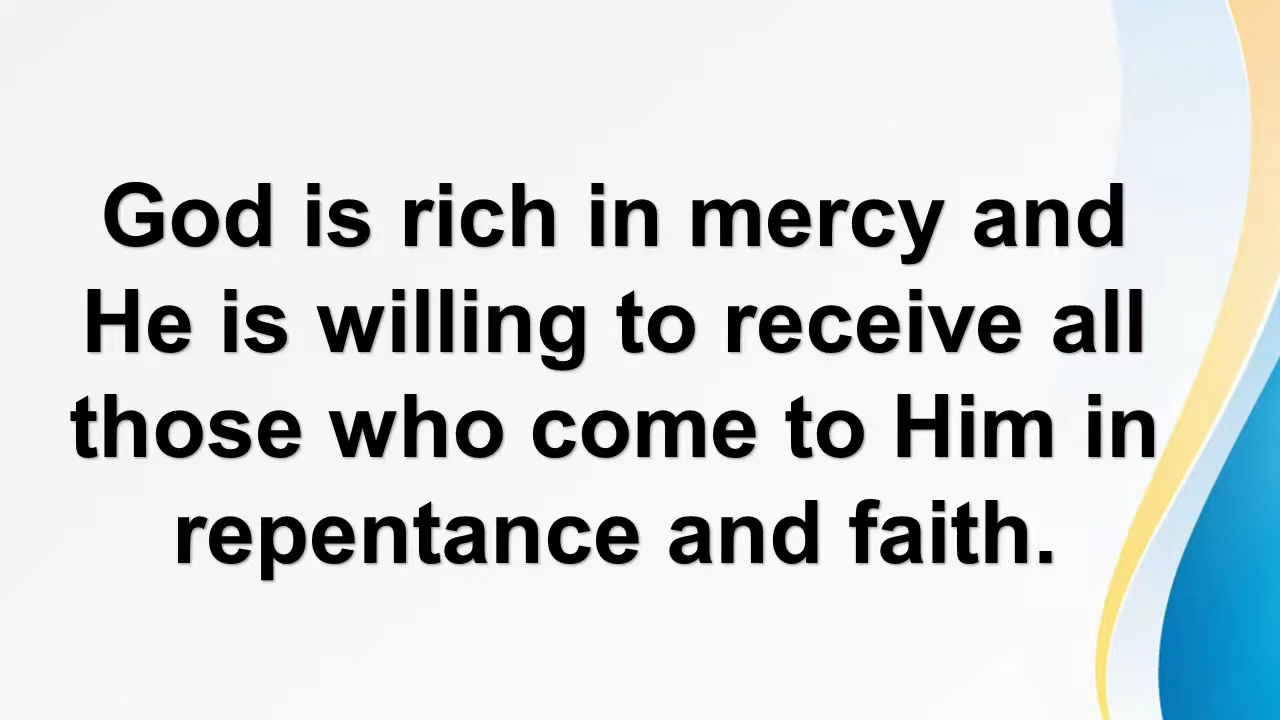 God is rich in mercy and
He is willing to receive all
those who come to Him in
repentance and faith.